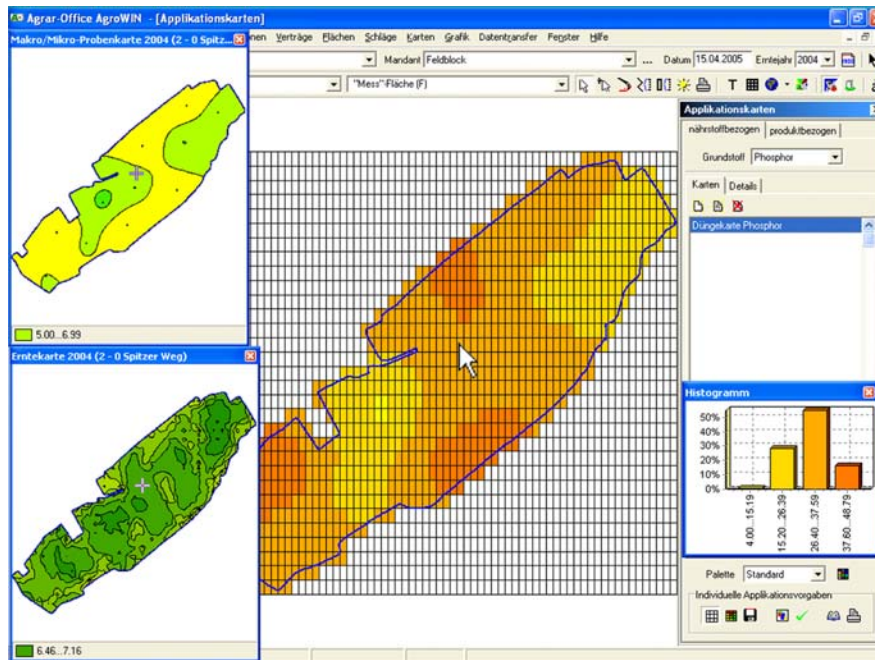 Agrar-Office AgroWIN - [Applikationskarten]
Makro/Mikro-Probenkarte 2004 (2 - 0 Spitz...
Verträge Flächen Schläge Karten Grafik Datentransfer Fenster Hilfe
Mandant Feldblock ... Datum 15.04.2005 Erntejahr 2004
"Mess"-Fläche (F)
T
Applikationskarten
nährstoffbezogen produktbezogen
Grundstoff Phosphor
Karten Details
Düngekarte Phosphor
5.00...6.99
Erntekarte 2004 (2 - 0 Spitzer Weg)
6.46...7.16
Histogramm
50%
40%
30%
20%
10%
0%
4.00...15.19
15.20...26.39
26.40...37.59
37.60...48.79
Palette Standard
Individuelle Applikationsvorgaben